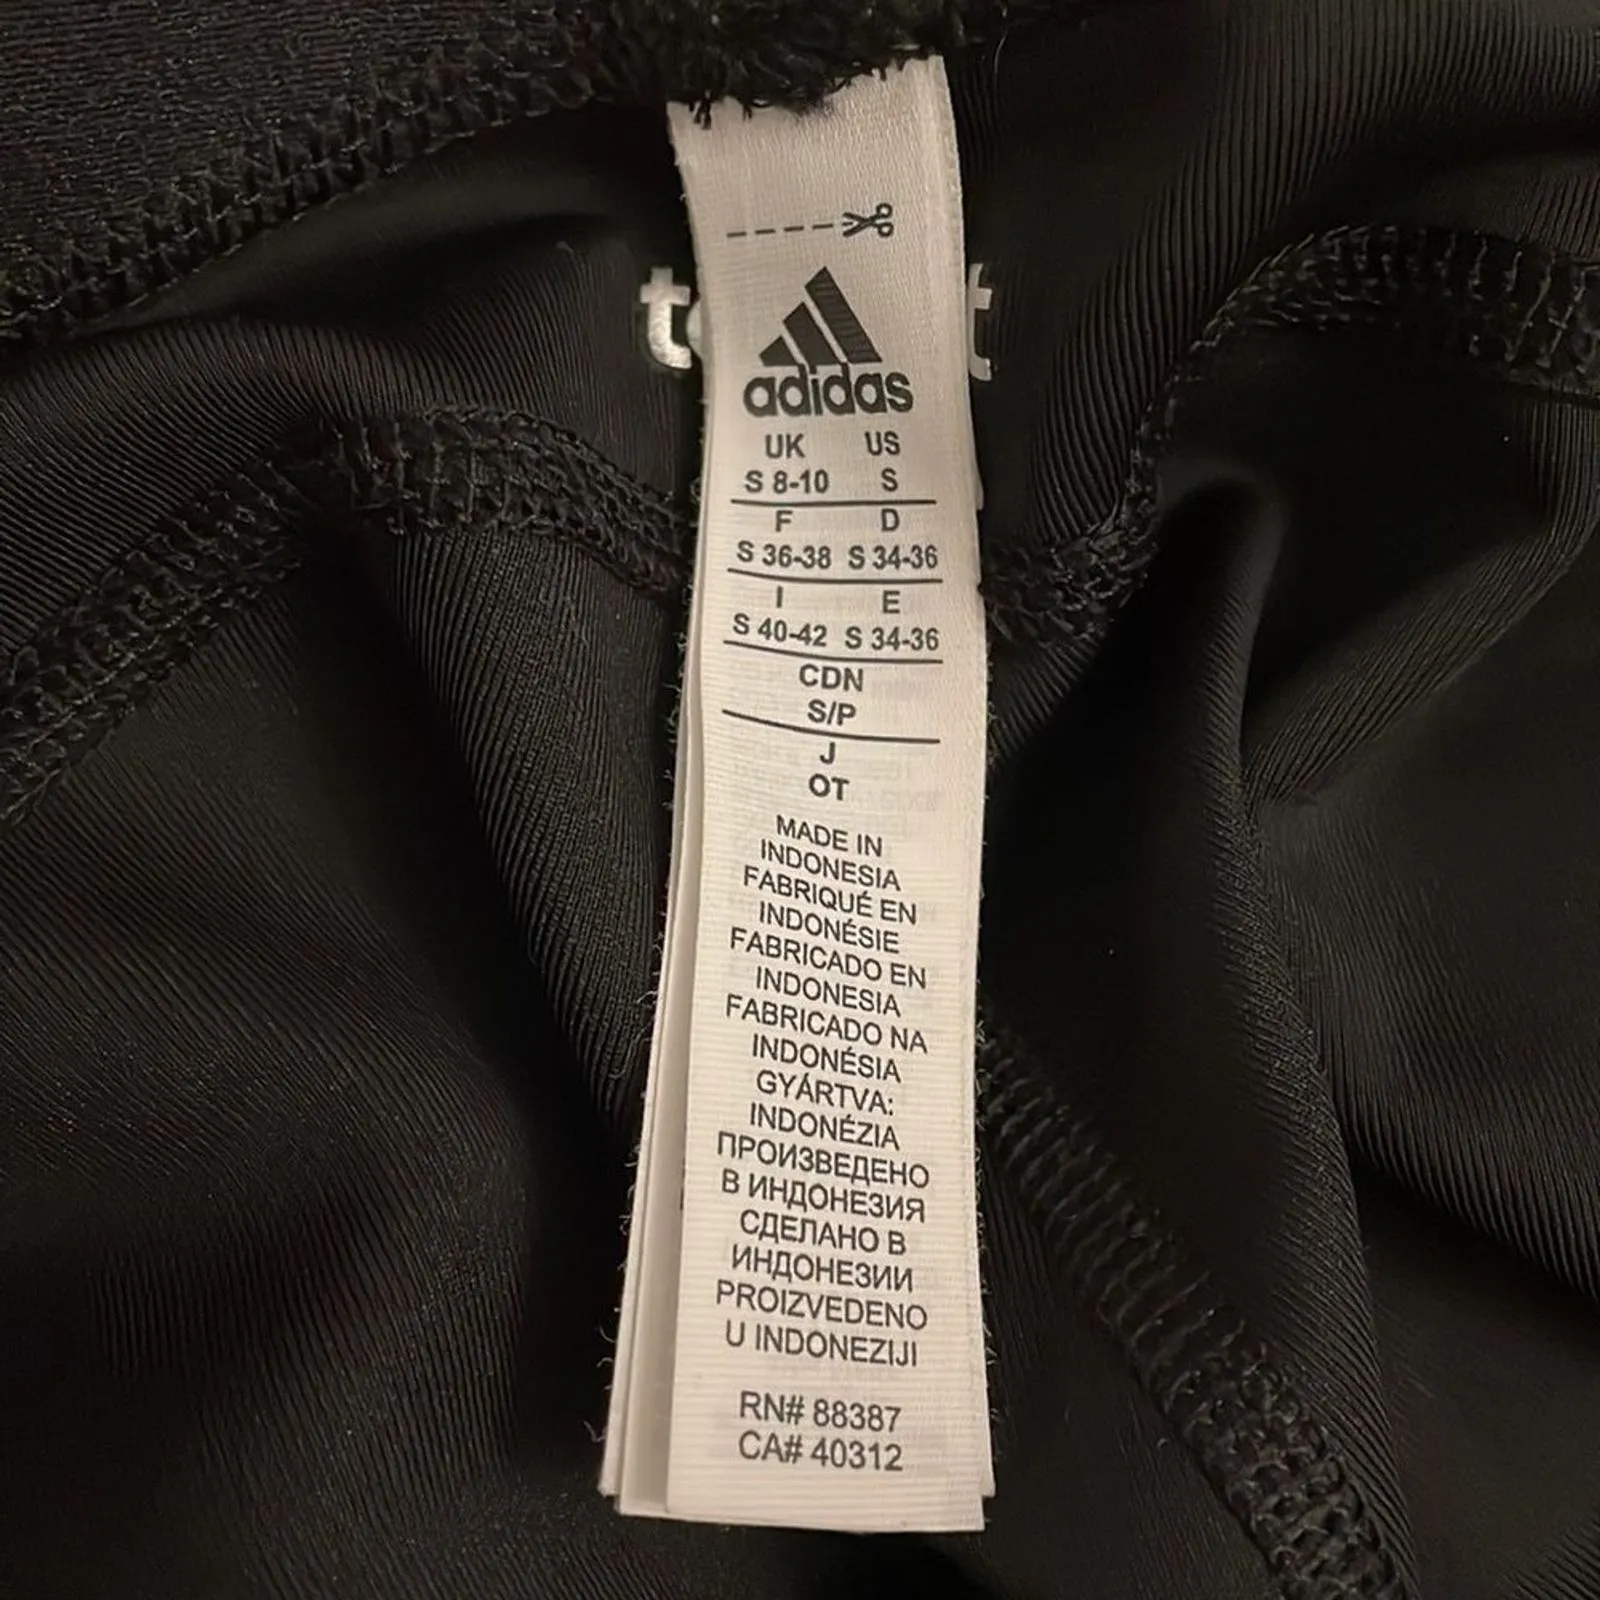 adidas
UK US
S 8-10 S
F D
S 36-38 S 34-36
I E
S 40-42 S 34-36
CDN
S/P
J
OT
MADE IN
INDONESIA
FABRIQUÉ EN
INDONÉSIE
FABRICADO EN
INDONESIA
FABRICADO NA
INDONÉSIA
GYÁRTVA:
INDONÉZIA
ПРОИЗВЕДЕНО
В ИНДОНЕЗИЯ
СДЕЛАНО В
ИНДОНЕЗИИ
PROIZVEDENO
U INDONEZIJI
RN# 88387
CA# 40312